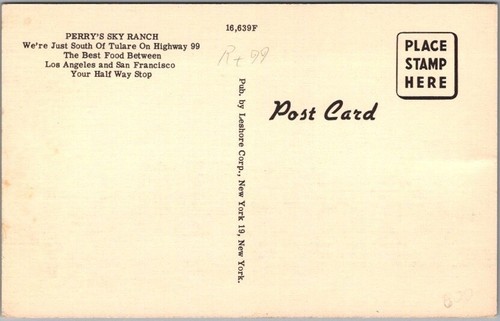 PERRY'S SKY RANCH
We're Just South Of Tulare On Highway 99
The Best Food Between
Los Angeles and San Francisco
Your Half Way Stop
16,639F
Rt 99
Pub. by Leshore Corp., New York 19, New York.
Post Card
PLACE
STAMP
HERE